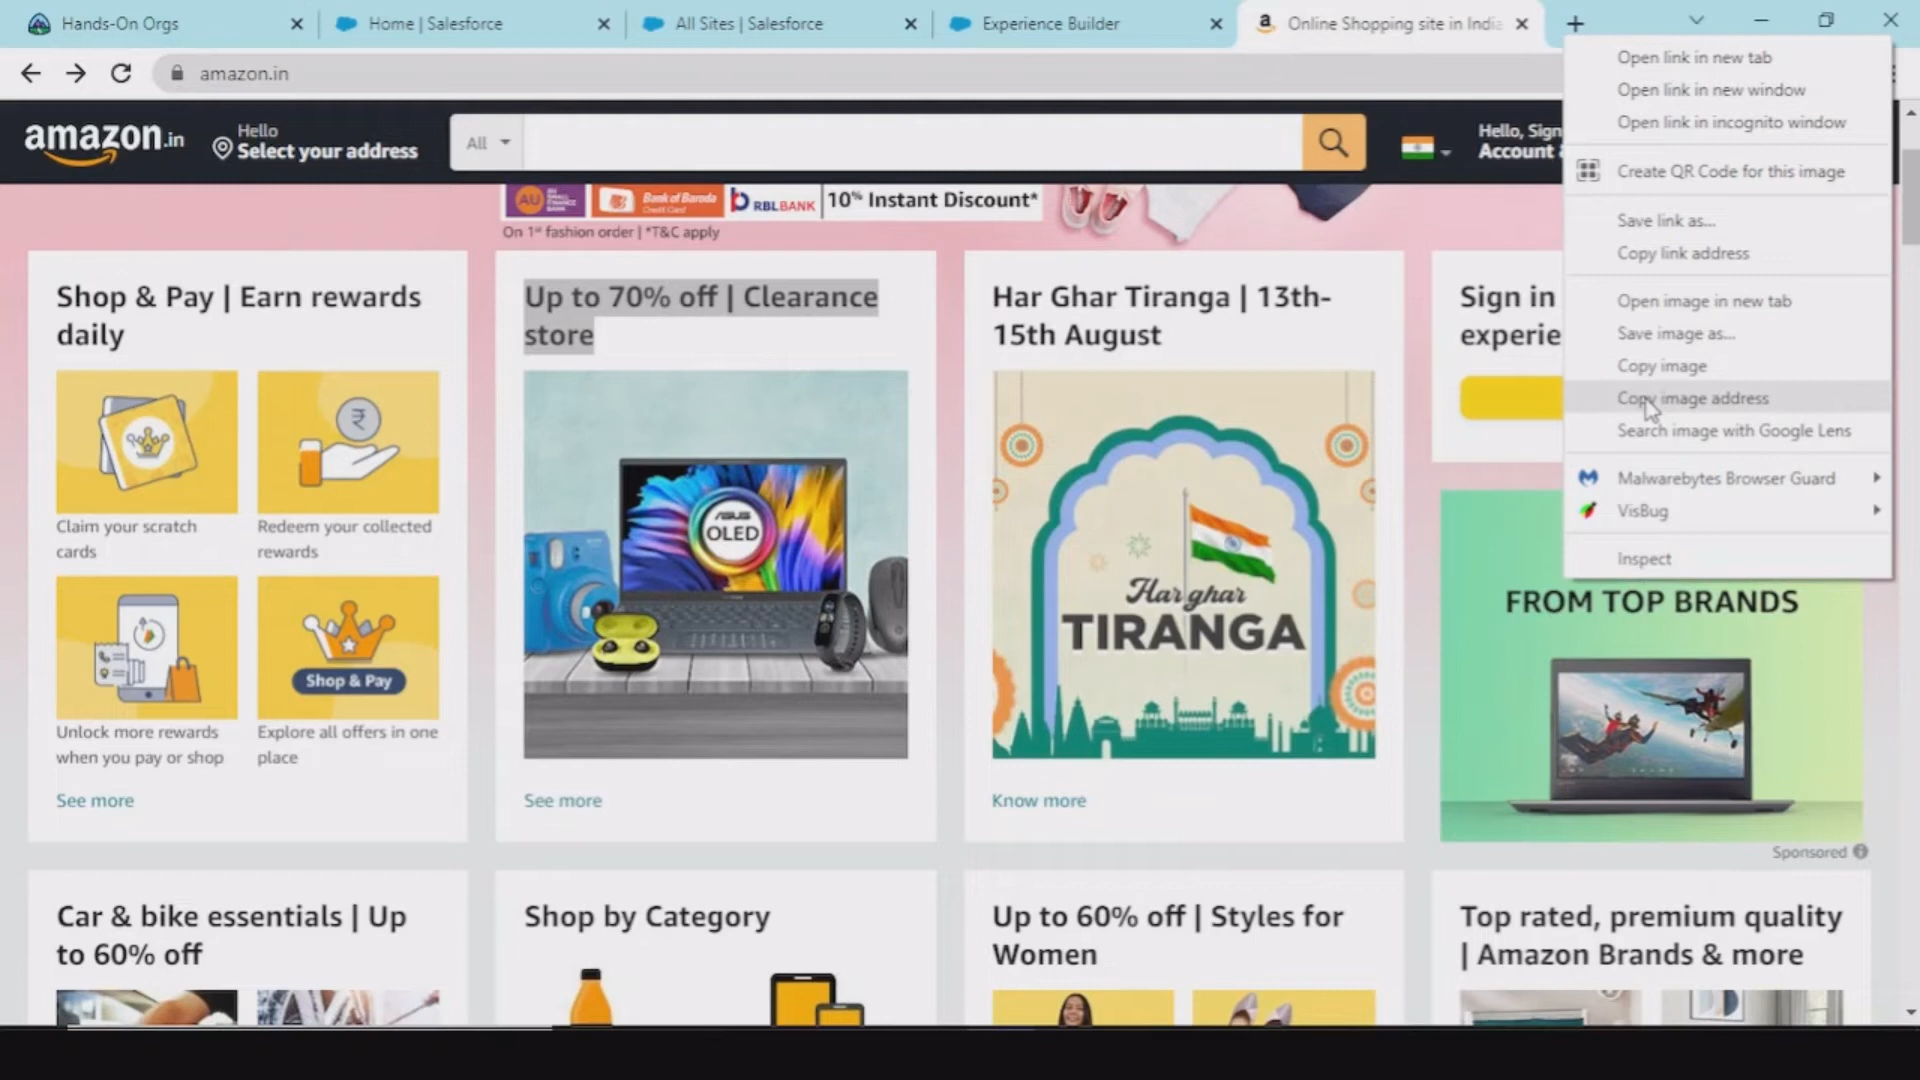 Hands-On Orgs
Home | Salesforce
All Sites | Salesforce
Experience Builder
Online Shopping site in India
amazon.in
amazon.in
Hello
Select your address
All
Hello, Sign
Account &
AU
SMALL
FINANCE
BANK
Bank of Baroda
Credit Card
RBLBANK
10% Instant Discount*
On 1st fashion order | *T&C apply
Shop & Pay | Earn rewards
daily
Claim your scratch
cards
Redeem your collected
rewards
Shop & Pay
Unlock more rewards
when you pay or shop
Explore all offers in one
place
See more
Up to 70% off | Clearance
store
ASUS
OLED
See more
Har Ghar Tiranga | 13th-
15th August
Har ghar
TIRANGA
Know more
Sign in
experie
Open link in new tab
Open link in new window
Open link in incognito window
Create QR Code for this image
Save link as...
Copy link address
Open image in new tab
Save image as...
Copy image
Copy image address
Search image with Google Lens
Malwarebytes Browser Guard
VisBug
Inspect
FROM TOP BRANDS
Sponsored
Car & bike essentials | Up
to 60% off
Shop by Category
Up to 60% off | Styles for
Women
Top rated, premium quality
| Amazon Brands & more